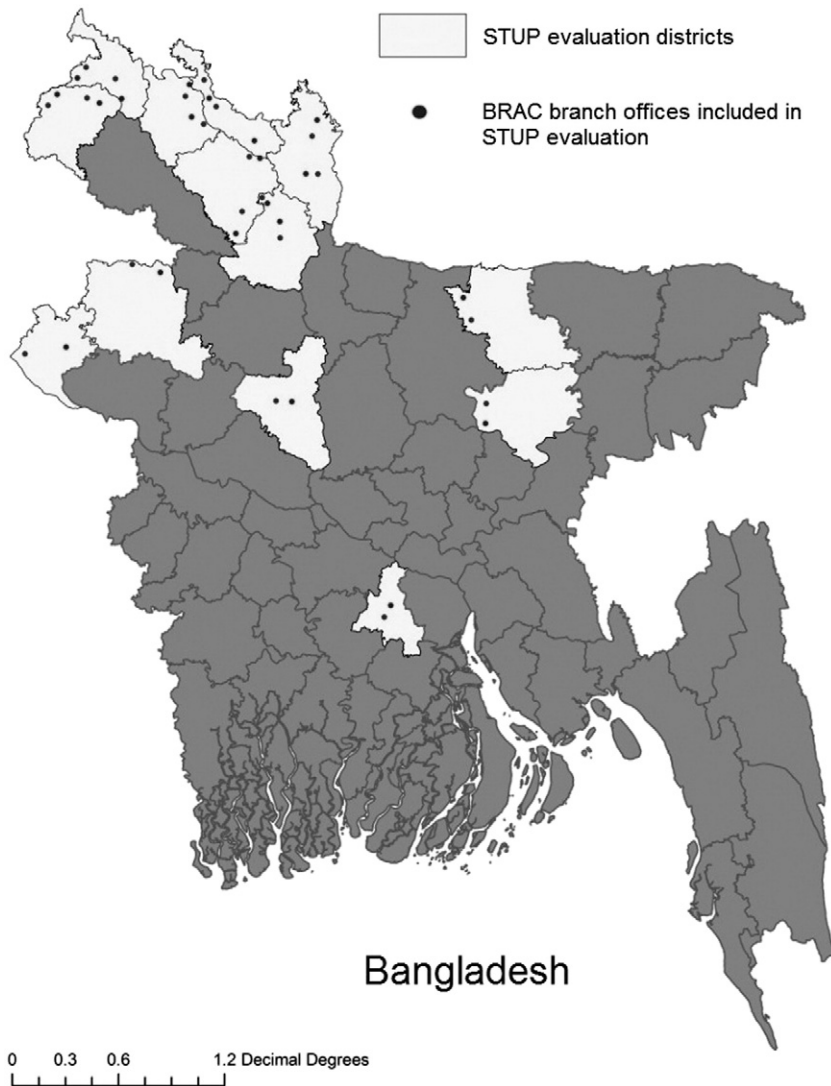 STUP evaluation districts
BRAC branch offices included in
STUP evaluation
Bangladesh
0 0.3 0.6 1.2 Decimal Degrees